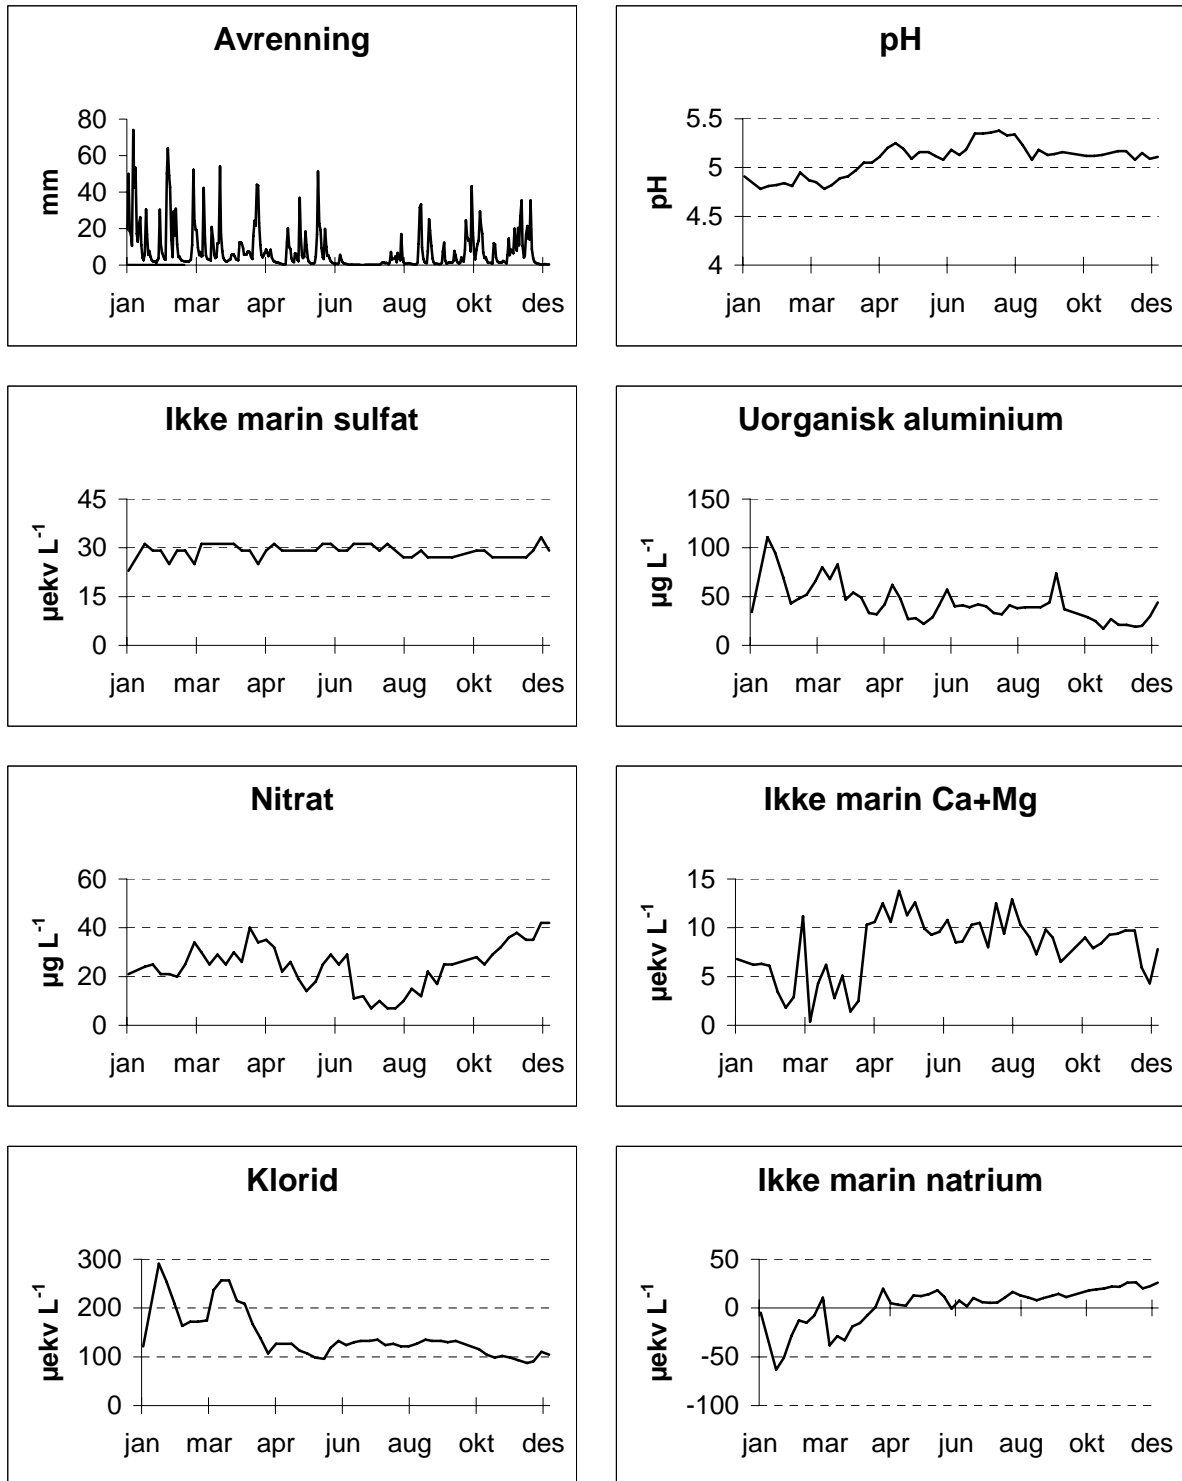 Avrenning
80
60
40
20
0
mm
jan mar apr jun aug okt des
pH
5.5
5
4.5
4
pH
jan mar apr jun aug okt des
Ikke marin sulfat
45
30
15
0
µekv L⁻¹
jan mar apr jun aug okt des
Uorganisk aluminium
150
100
50
0
µg L⁻¹
jan mar apr jun aug okt des
Nitrat
60
40
20
0
µg L⁻¹
jan mar apr jun aug okt des
Ikke marin Ca+Mg
15
10
5
0
µekv L⁻¹
jan mar apr jun aug okt des
Klorid
300
200
100
0
µekv L⁻¹
jan mar apr jun aug okt des
Ikke marin natrium
50
0
-50
-100
µekv L⁻¹
jan mar apr jun aug okt des